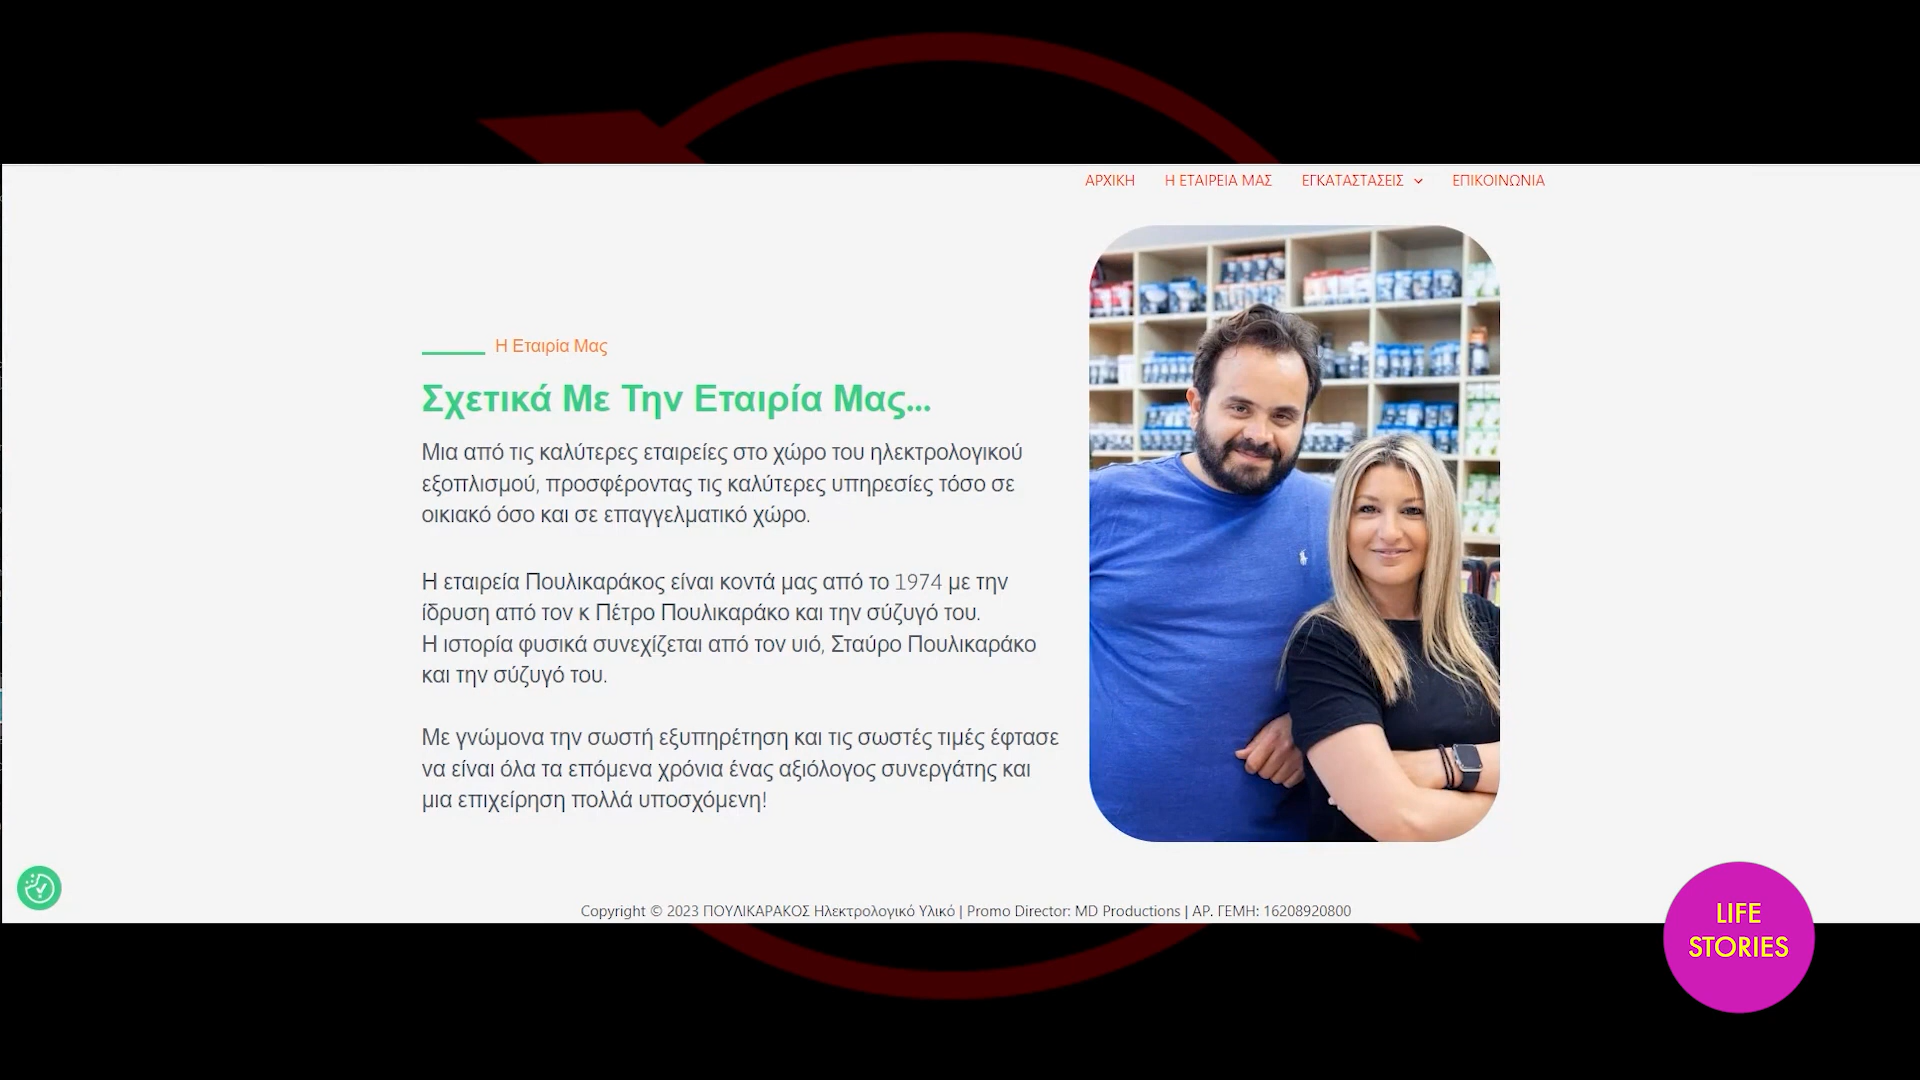 ΑΡΧΙΚΗ Η ΕΤΑΙΡΕΙΑ ΜΑΣ ΕΓΚΑΤΑΣΤΑΣΕΙΣ ΕΠΙΚΟΙΝΩΝΙΑ
Η Εταιρία Μας
Σχετικά Με Την Εταιρία Μας...
Μια από τις καλύτερες εταιρείες στο χώρο του ηλεκτρολογικού
εξοπλισμού, προσφέροντας τις καλύτερες υπηρεσίες τόσο σε
οικιακό όσο και σε επαγγελματικό χώρο.
Η εταιρεία Πουλικαράκος είναι κοντά μας από το 1974 με την
ίδρυση από τον κ Πέτρο Πουλικαράκο και την σύζυγό του.
Η ιστορία φυσικά συνεχίζεται από τον υιό, Σταύρο Πουλικαράκο
και την σύζυγό του.
Με γνώμονα την σωστή εξυπηρέτηση και τις σωστές τιμές έφτασε
να είναι όλα τα επόμενα χρόνια ένας αξιόλογος συνεργάτης και
μια επιχείρηση πολλά υποσχόμενη!
Copyright © 2023 ΠΟΥΛΙΚΑΡΑΚΟΣ Ηλεκτρολογικό Υλικό | Promo Director: MD Productions | ΑΡ. ΓΕΜΗ: 16208920800
LIFE
STORIES